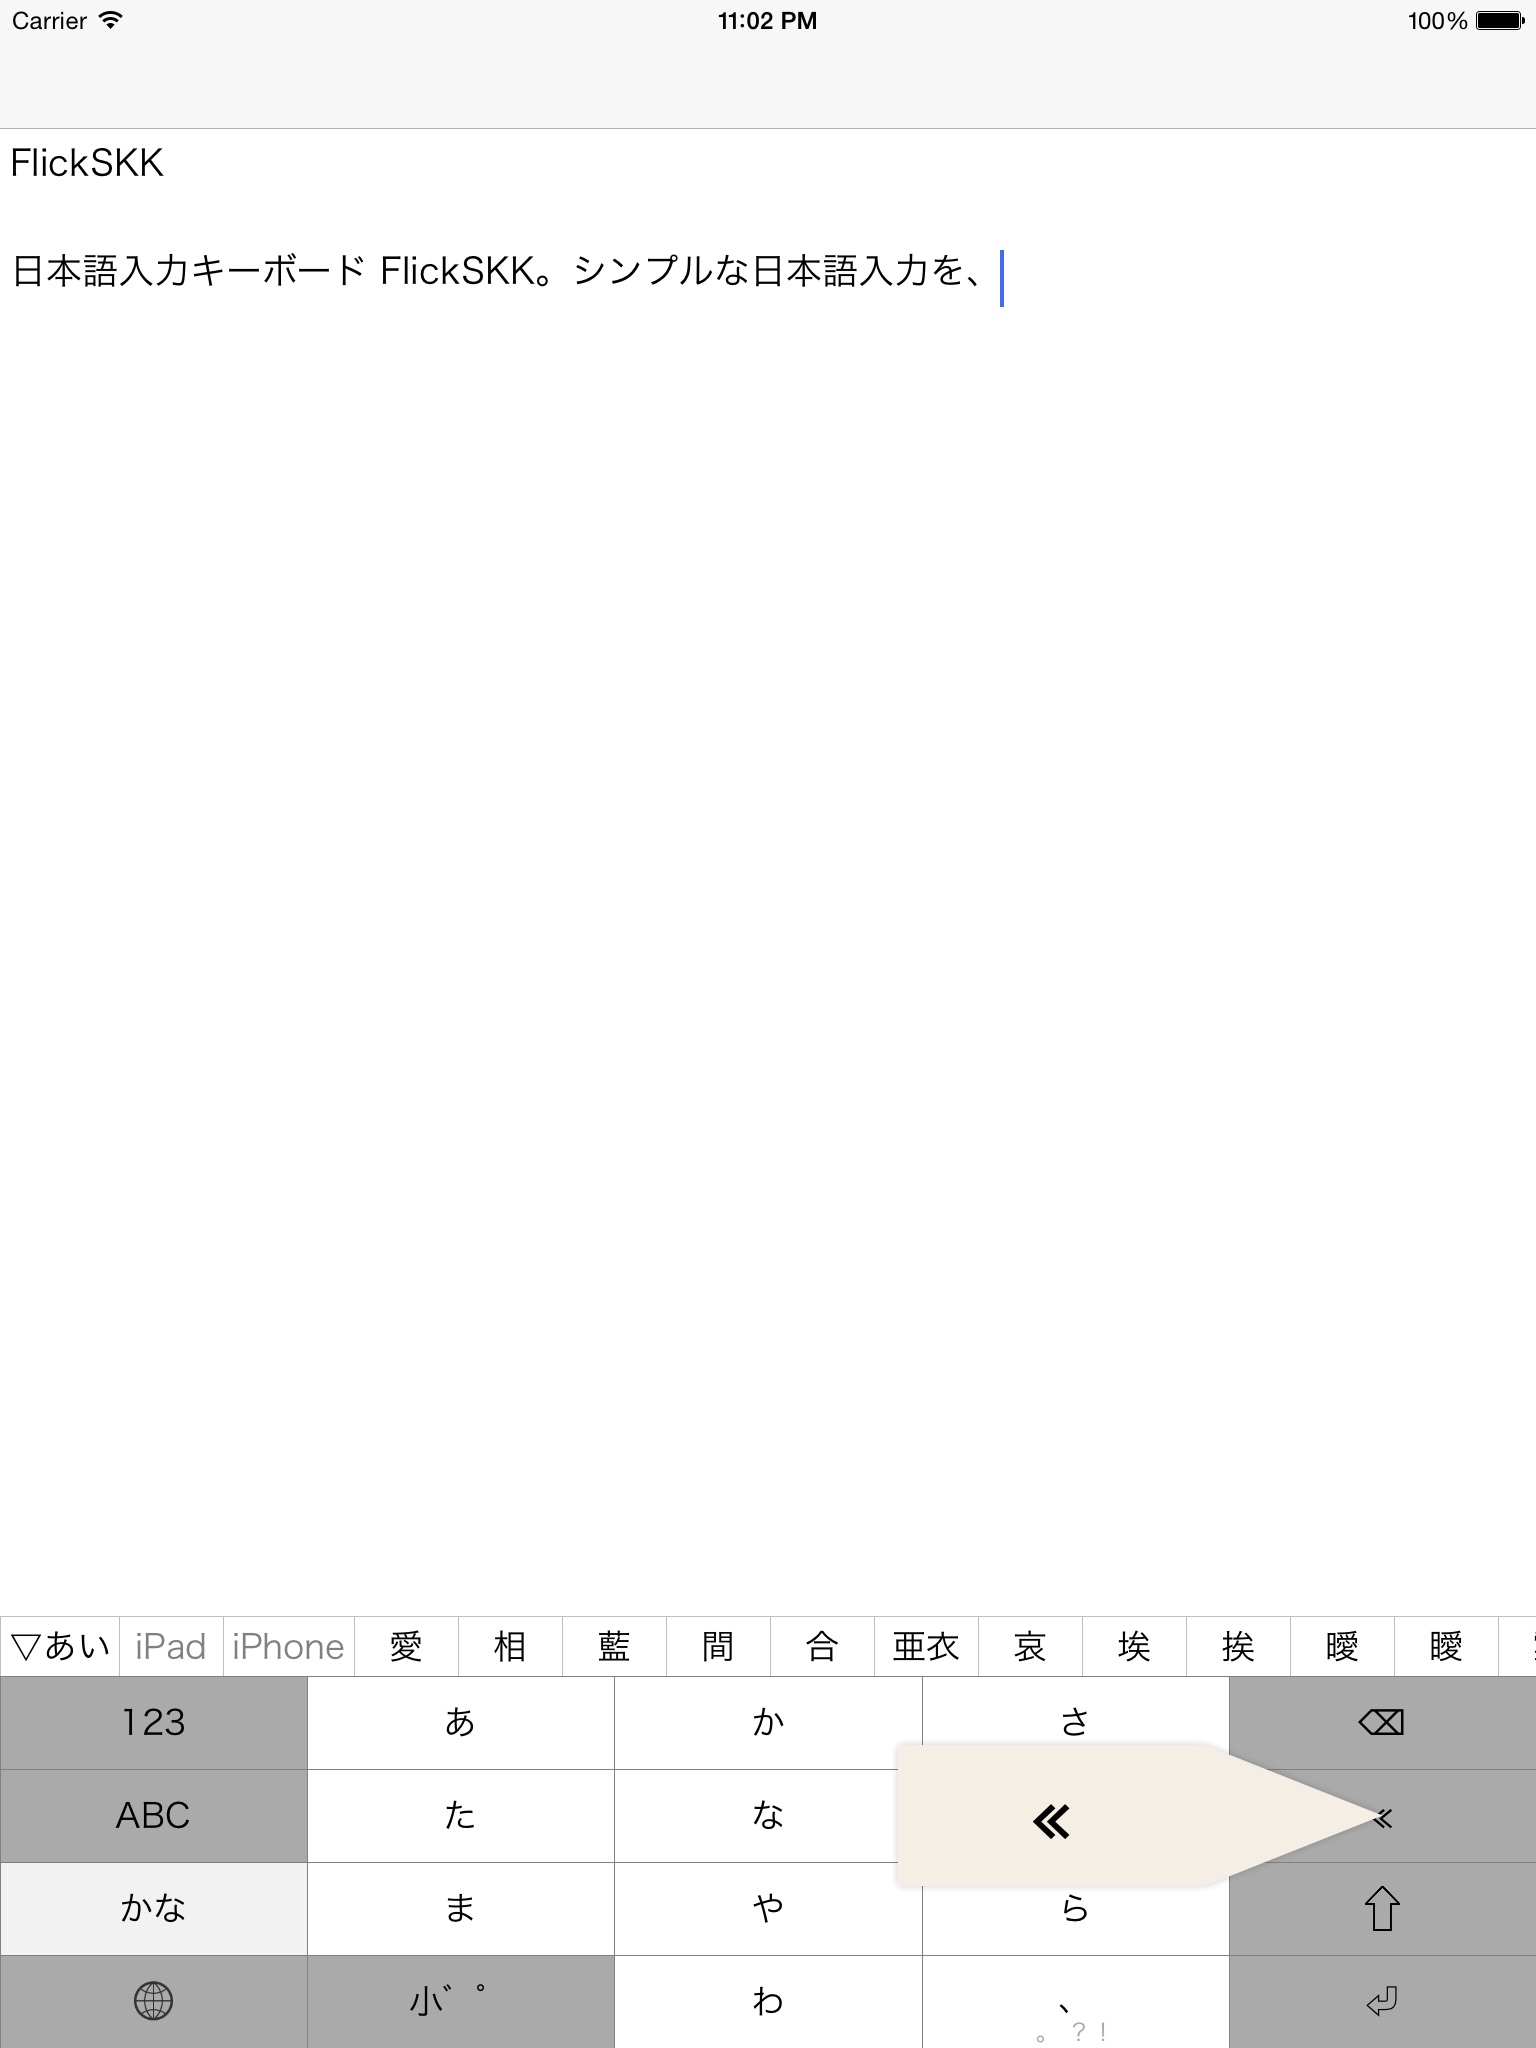 Carrier 11:02 PM 100%
FlickSKK
日本語入力キーボード FlickSKK。シンプルな日本語入力を、
▽あい iPad iPhone 愛 相 藍 間 合 亜衣 哀 埃 挨 曖 曖
123 あ か さ ⌫
ABC た な « «
かな ま や ら ⇧
小゛゜ わ 、
。?!